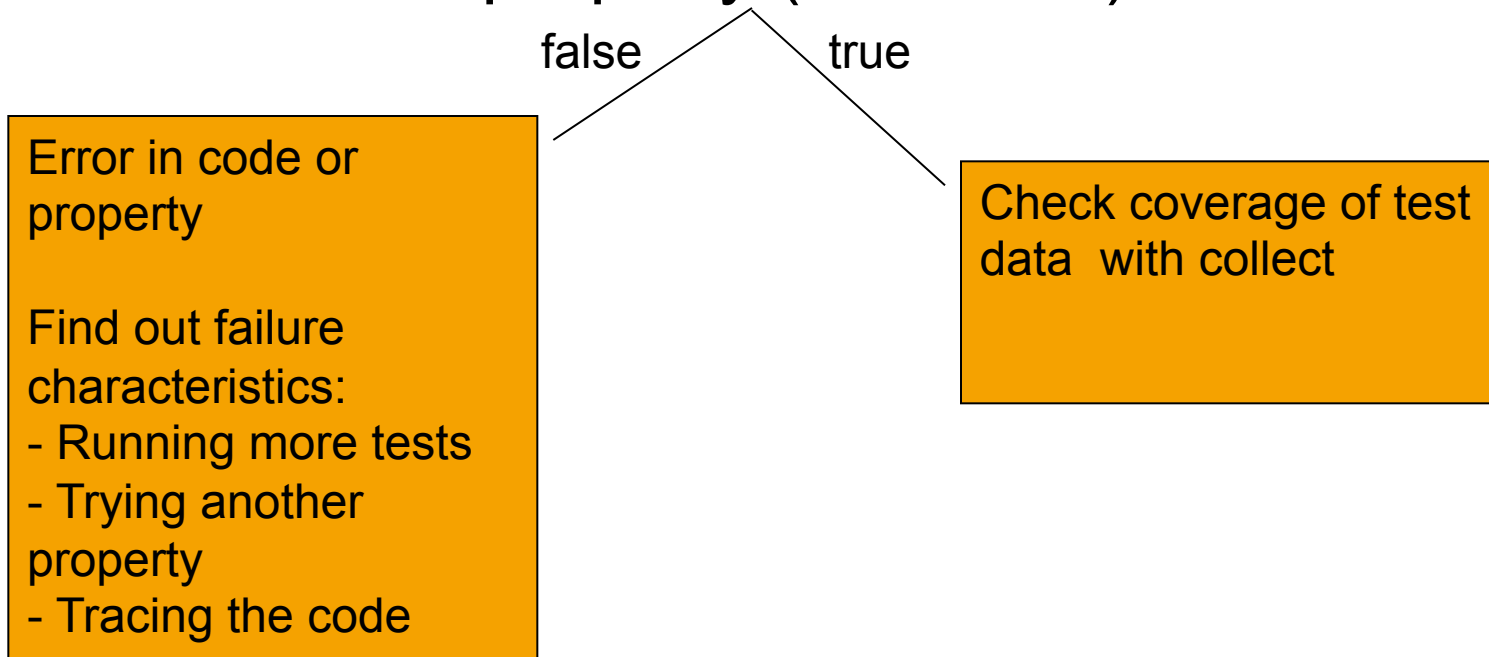 false true
Error in code or
property
Find out failure
characteristics:
- Running more tests
- Trying another
property
- Tracing the code
Check coverage of test
data  with collect